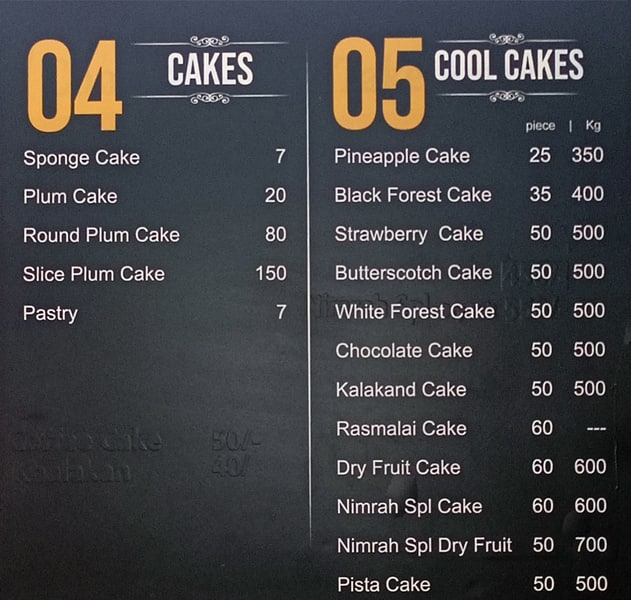 04 CAKES
Sponge Cake 7
Plum Cake 20
Round Plum Cake 80
Slice Plum Cake 150
Pastry 7
50/-
40/
05 COOL CAKES
piece | Kg
Pineapple Cake 25 350
Black Forest Cake 35 400
Strawberry Cake 50 500
Butterscotch Cake 50 500
White Forest Cake 50 500
Chocolate Cake 50 500
Kalakand Cake 50 500
Rasmalai Cake 60 ---
Dry Fruit Cake 60 600
Nimrah Spl Cake 60 600
Nimrah Spl Dry Fruit 50 700
Pista Cake 50 500